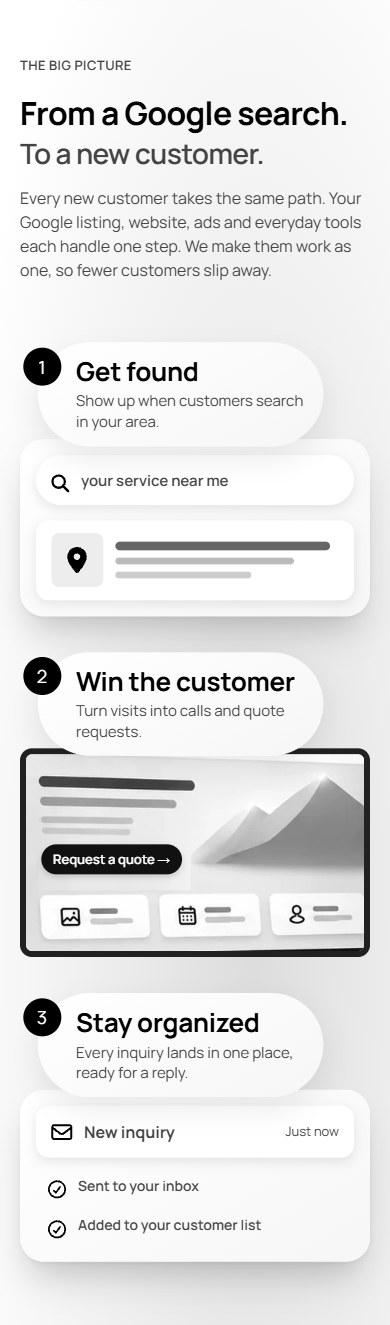 THE BIG PICTURE
From a Google search.
To a new customer.
Every new customer takes the same path. Your
Google listing, website, ads and everyday tools
each handle one step. We make them work as
one, so fewer customers slip away.
1
Get found
Show up when customers search
in your area.
your service near me
2
Win the customer
Turn visits into calls and quote
requests.
Request a quote →
3
Stay organized
Every inquiry lands in one place,
ready for a reply.
New inquiry
Just now
Sent to your inbox
Added to your customer list